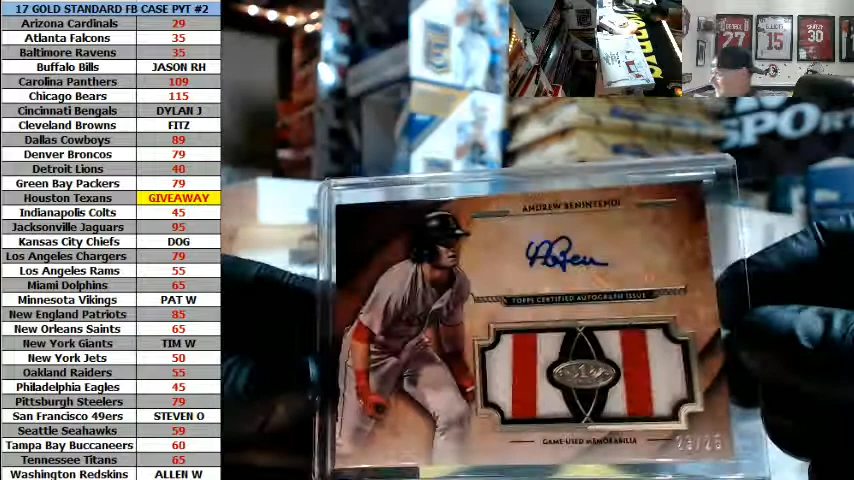 17 GOLD STANDARD FB CASE PYT #2
Arizona Cardinals 29
Atlanta Falcons 35
Baltimore Ravens 35
Buffalo Bills JASON RH
Carolina Panthers 109
Chicago Bears 115
Cincinnati Bengals DYLAN J
Cleveland Browns FITZ
Dallas Cowboys 89
Denver Broncos 79
Detroit Lions 40
Green Bay Packers 79
Houston Texans GIVEAWAY
Indianapolis Colts 45
Jacksonville Jaguars 95
Kansas City Chiefs DOG
Los Angeles Chargers 79
Los Angeles Rams 55
Miami Dolphins 65
Minnesota Vikings PAT W
New England Patriots 85
New Orleans Saints 65
New York Giants TIM W
New York Jets 50
Oakland Raiders 55
Philadelphia Eagles 45
Pittsburgh Steelers 79
San Francisco 49ers STEVEN O
Seattle Seahawks 59
Tampa Bay Buccaneers 60
Tennessee Titans 65
Washington Redskins ALLEN W
27
15
30
SPORT
ANDREW BENINTENDI
TOPPS CERTIFIED AUTOGRAPH ISSUE
GAME-USED MEMORABILIA